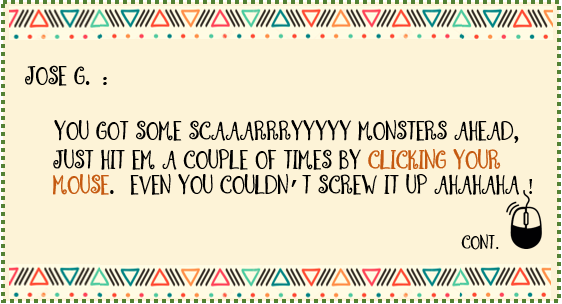 JOSE G. :
YOU GOT SOME SCAAARRRYYYYY MONSTERS AHEAD,
JUST HIT EM A COUPLE OF TIMES BY CLICKING YOUR
MOUSE. EVEN YOU COULDN'T SCREW IT UP AHAHAHA !
CONT.